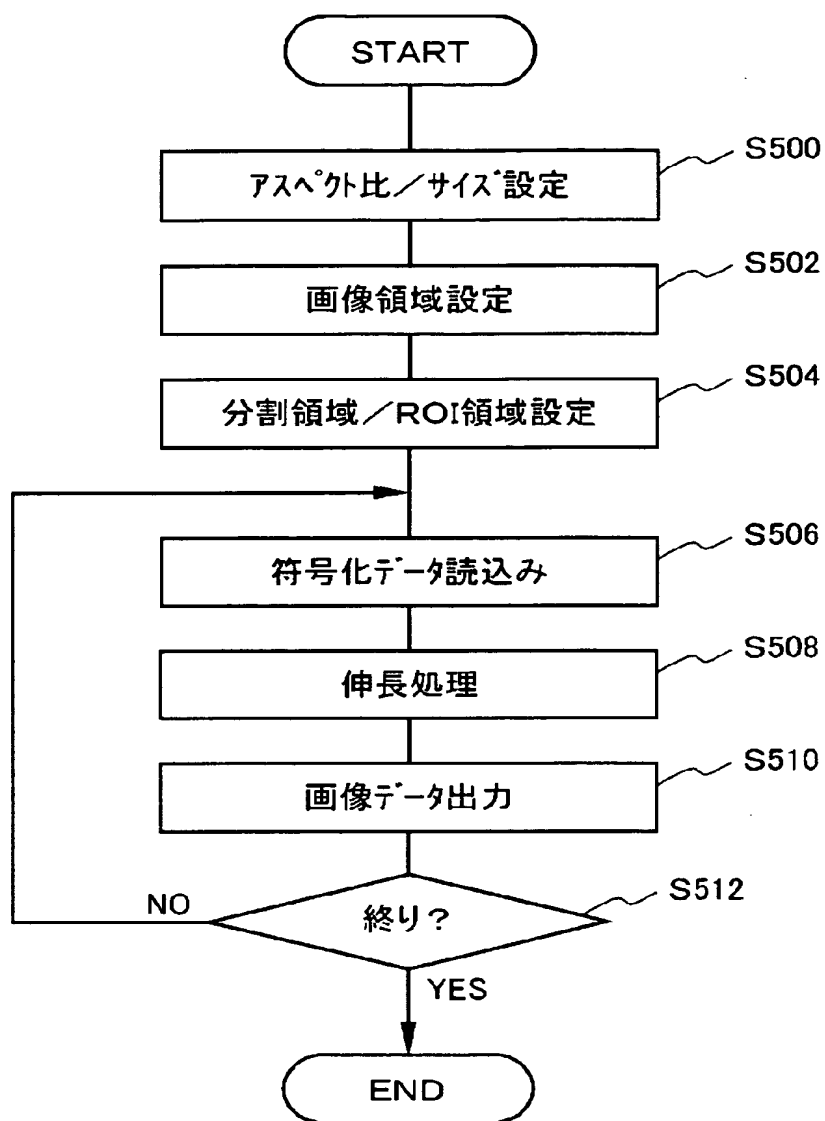 START
S500
アスペクト比／サイズ設定
S502
画像領域設定
S504
分割領域／ROI領域設定
S506
符号化データ読込み
S508
伸長処理
S510
画像データ出力
S512
終り？
NO
YES
END